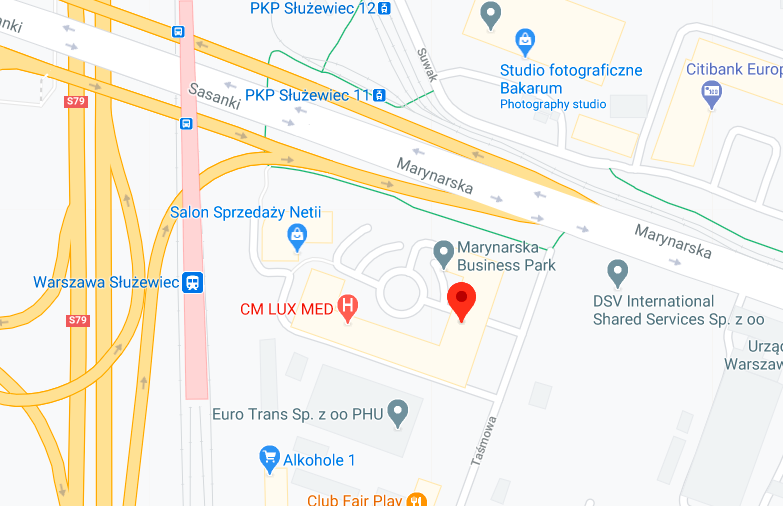 PKP Służewiec 12
anki
Suwak
Studio fotograficzne
Bakarum
Photography studio
Citibank Europ
S79
Sasanki
PKP Służewiec 11
Marynarska
Salon Sprzedaży Netii
Marynarska
Marynarska
Business Park
Warszawa Służewiec
DSV International
Shared Services Sp. z oo
CM LUX MED
H
S79
Urząd
Warszaw
Euro Trans Sp. z oo PHU
Taśmowa
Alkohole 1
Club Fair Play